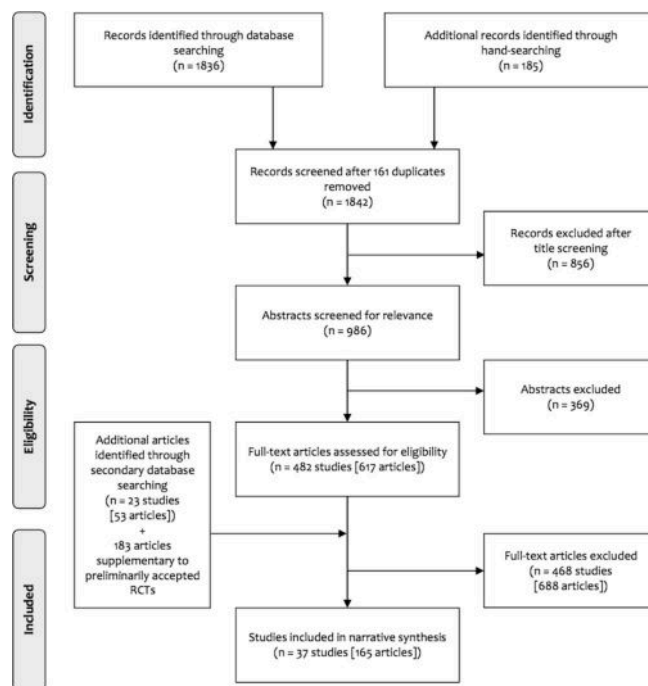 Identification
Records identified through database
searching
(n = 1836)
Additional records identified through
hand-searching
(n = 185)
Records screened after 161 duplicates
removed
(n = 1842)
Screening
Records excluded after
title screening
(n = 856)
Abstracts screened for relevance
(n = 986)
Eligibility
Abstracts excluded
(n = 369)
Additional articles
identified through
secondary database
searching
(n = 23 studies
[53 articles])
+
183 articles
supplementary to
preliminarily accepted
RCTs
Full-text articles assessed for eligibility
(n = 482 studies [617 articles])
Included
Full-text articles excluded
(n = 468 studies
[688 articles])
Studies included in narrative synthesis
(n = 37 studies [165 articles])